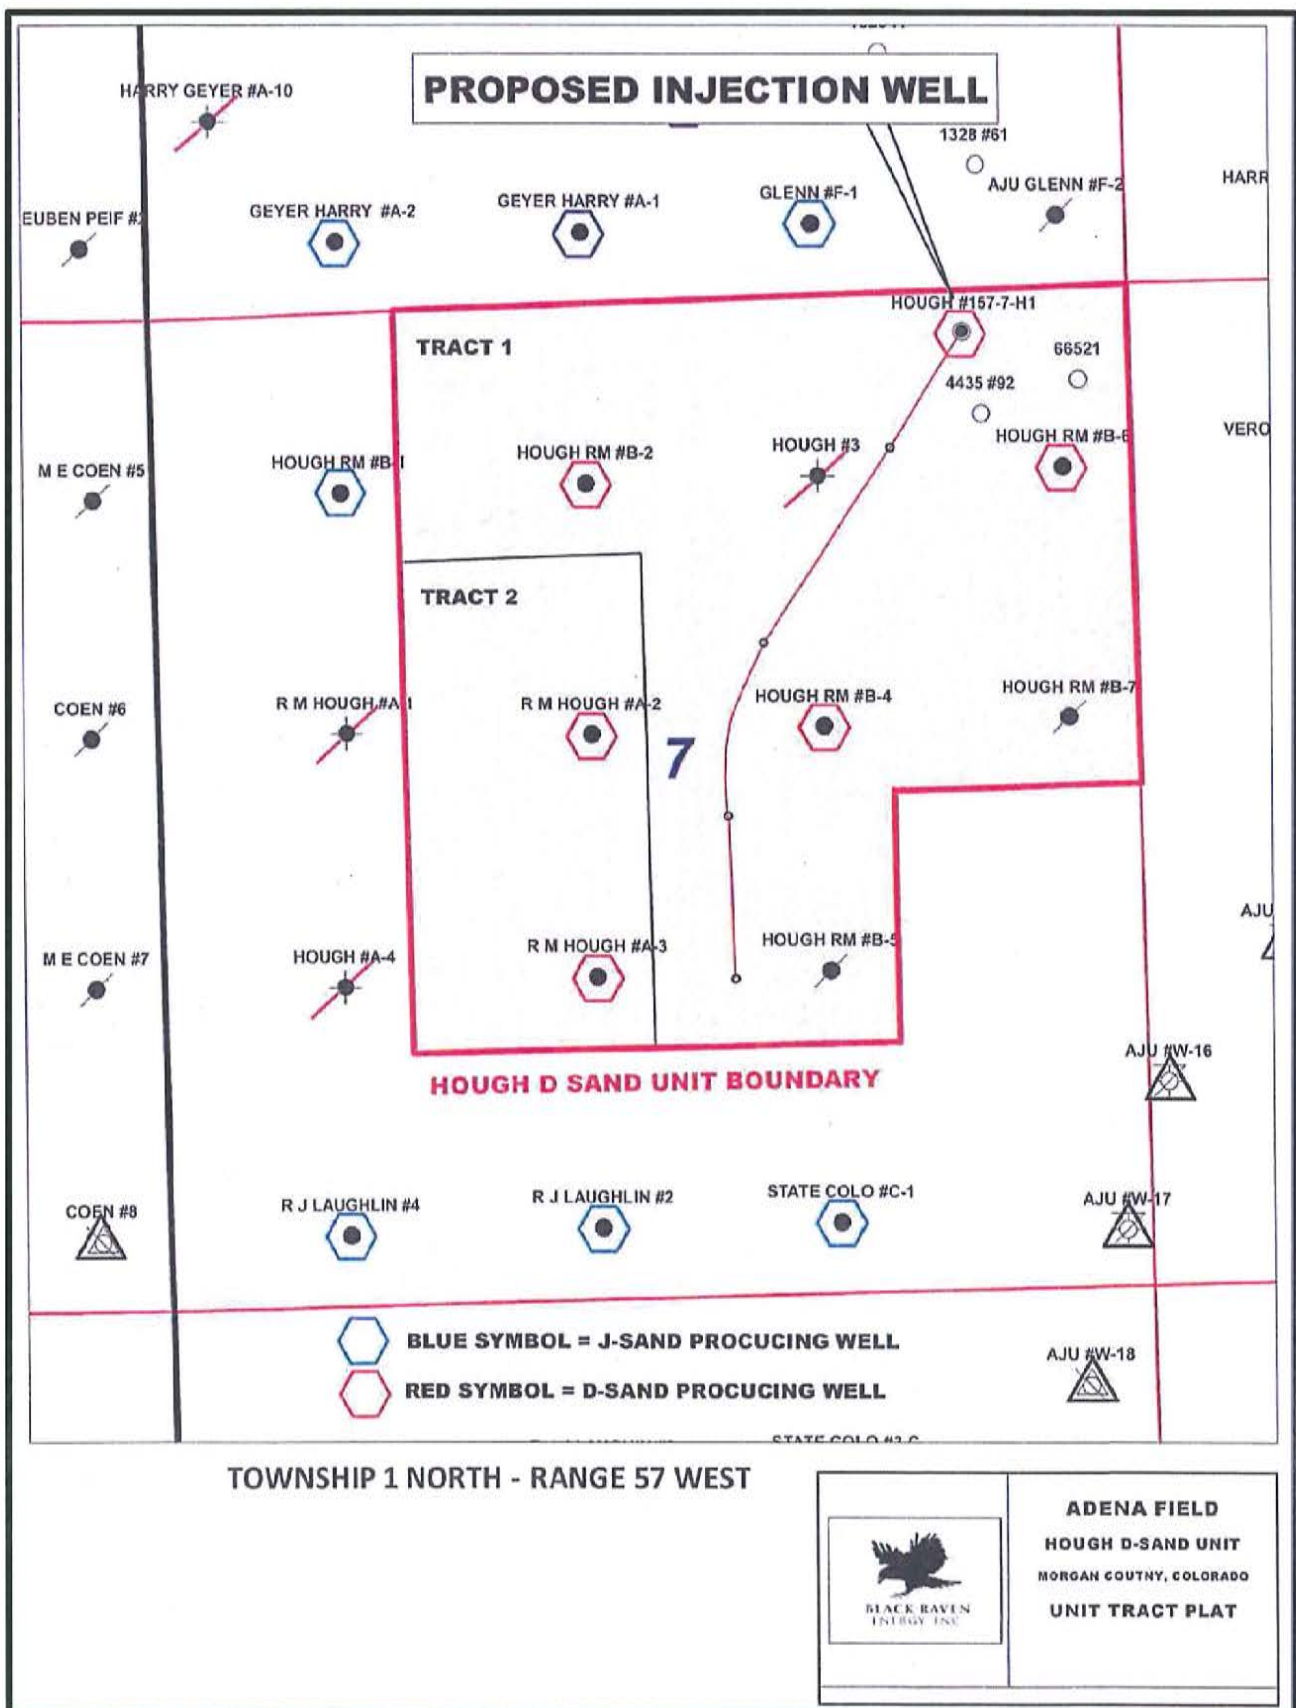 PROPOSED INJECTION WELL
HARRY GEYER #A-10
1328 #61
AJU GLENN #F-2
HARR
GLENN #F-1
GEYER HARRY #A-1
GEYER HARRY #A-2
EUBEN PEIF #
HOUGH #157-7-H1
TRACT 1
66521
4435 #92
VERO
HOUGH RM #B-6
HOUGH #3
HOUGH RM #B-2
HOUGH RM #B-1
M E COEN #5
TRACT 2
HOUGH RM #B-7
HOUGH RM #B-4
R M HOUGH #A-2
R M HOUGH #A-1
COEN #6
7
AJU
HOUGH RM #B-5
R M HOUGH #A-3
HOUGH #A-4
M E COEN #7
AJU #W-16
HOUGH D SAND UNIT BOUNDARY
STATE COLO #C-1
AJU #W-17
R J LAUGHLIN #2
R J LAUGHLIN #4
COEN #8
BLUE SYMBOL = J-SAND PROCUCING WELL
AJU #W-18
RED SYMBOL = D-SAND PROCUCING WELL
TOWNSHIP 1 NORTH - RANGE 57 WEST
BLACK RAVEN
ENERGY INC
ADENA FIELD
HOUGH D-SAND UNIT
MORGAN COUTNY, COLORADO
UNIT TRACT PLAT